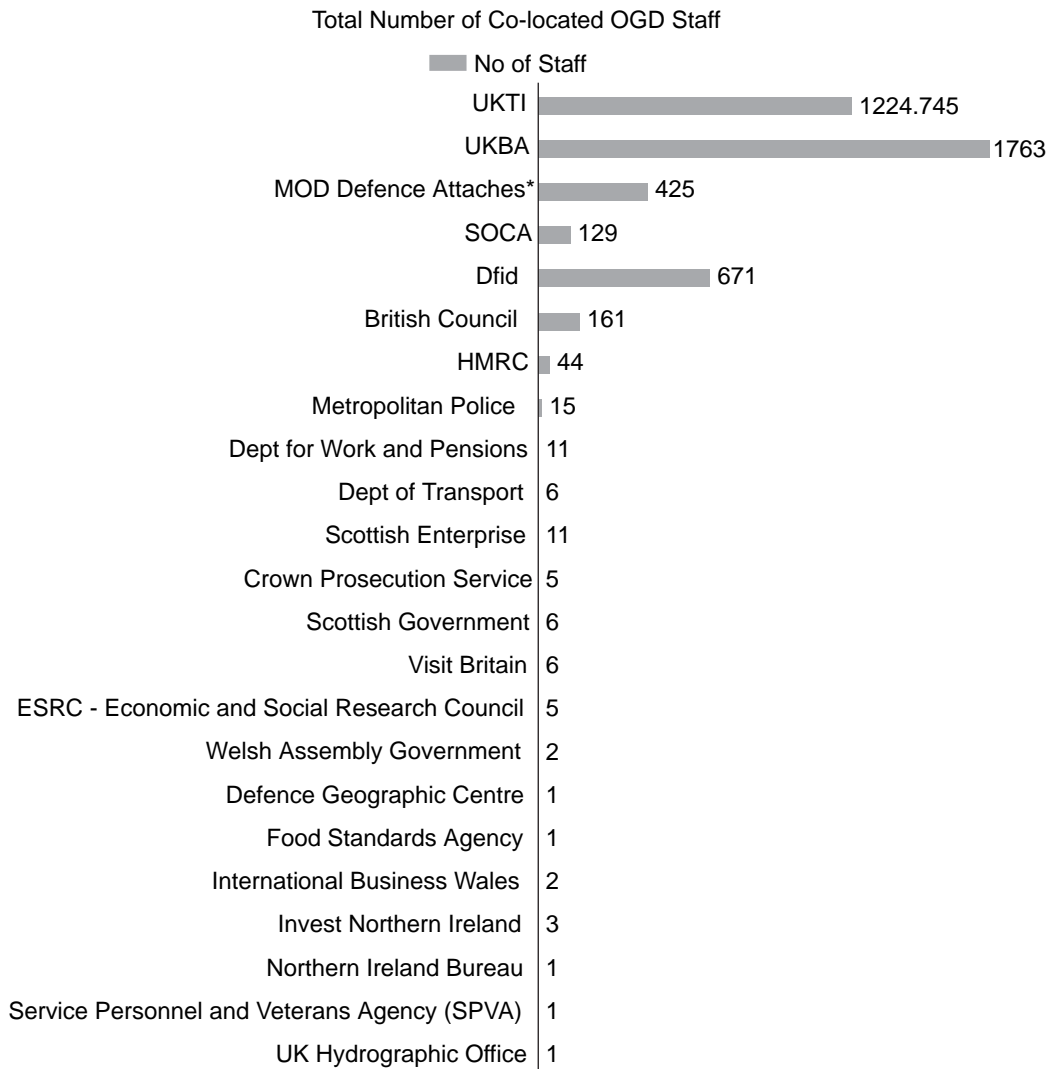 Total Number of Co-located OGD Staff
No of Staff
UKTI 1224.745
UKBA 1763
MOD Defence Attaches* 425
SOCA 129
Dfid 671
British Council 161
HMRC 44
Metropolitan Police 15
Dept for Work and Pensions 11
Dept of Transport 6
Scottish Enterprise 11
Crown Prosecution Service 5
Scottish Government 6
Visit Britain 6
ESRC - Economic and Social Research Council 5
Welsh Assembly Government 2
Defence Geographic Centre 1
Food Standards Agency 1
International Business Wales 2
Invest Northern Ireland 3
Northern Ireland Bureau 1
Service Personnel and Veterans Agency (SPVA) 1
UK Hydrographic Office 1